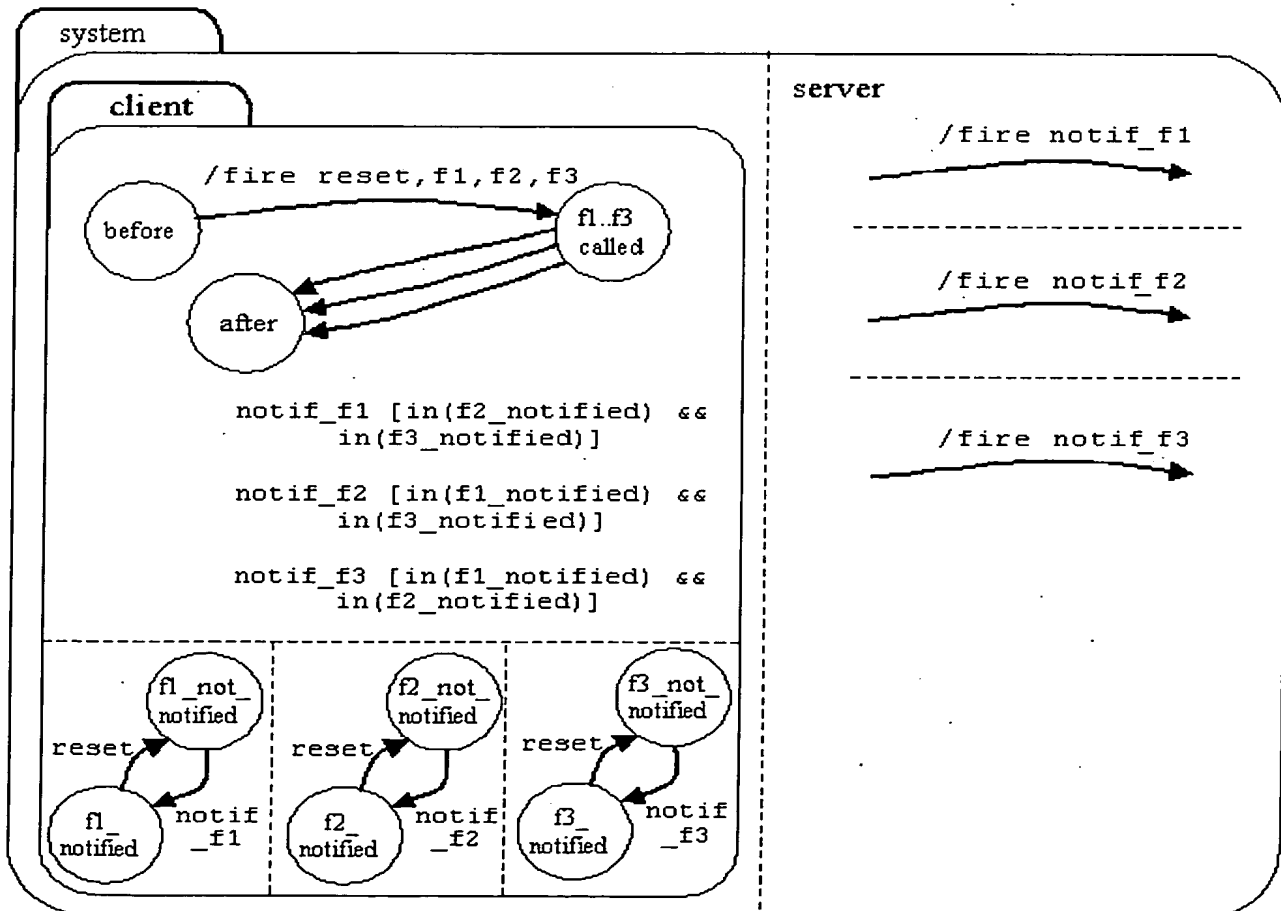 system
client
/fire reset,f1,f2,f3
before
f1..f3
called
after
notif_f1 [in(f2_notified) &&
in(f3_notified)]
notif_f2 [in(f1_notified) &&
in(f3_notified)]
notif_f3 [in(f1_notified) &&
in(f2_notified)]
f1_not_
notified
reset
f1_
notified
notif
_f1
f2_not_
notified
reset
f2_
notified
notif
_f2
f3_not_
notified
reset
f3_
notified
notif
_f3
server
/fire notif_f1
/fire notif_f2
/fire notif_f3